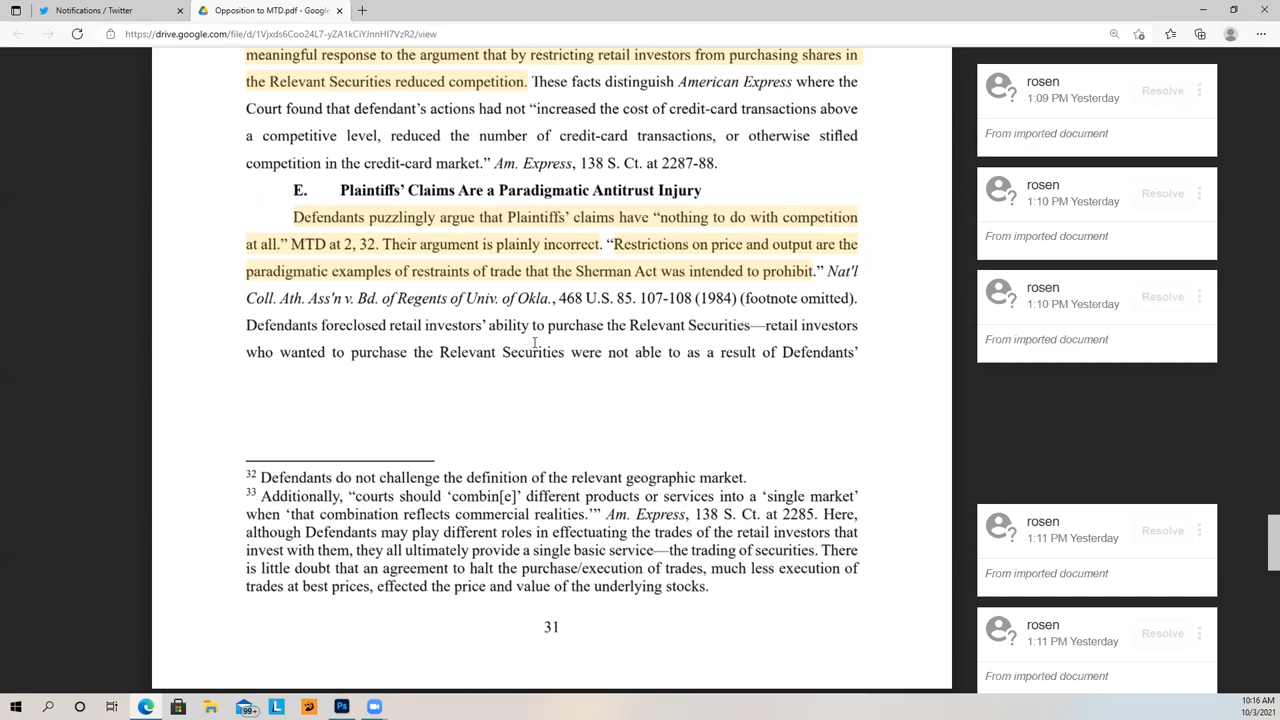 Notifications / Twitter
Opposition to MTD.pdf - Google
https://drive.google.com/file/d/1Vjxds6Coo24L7-yZA1kCiYJnnHI7VzR2/view
meaningful response to the argument that by restricting retail investors from purchasing shares in
the Relevant Securities reduced competition. These facts distinguish American Express where the
Court found that defendant’s actions had not “increased the cost of credit-card transactions above
a competitive level, reduced the number of credit-card transactions, or otherwise stifled
competition in the credit-card market.” Am. Express, 138 S. Ct. at 2287-88.
E. Plaintiffs’ Claims Are a Paradigmatic Antitrust Injury
Defendants puzzlingly argue that Plaintiffs’ claims have “nothing to do with competition
at all.” MTD at 2, 32. Their argument is plainly incorrect. “Restrictions on price and output are the
paradigmatic examples of restraints of trade that the Sherman Act was intended to prohibit.” Nat'l
Coll. Ath. Ass'n v. Bd. of Regents of Univ. of Okla., 468 U.S. 85. 107-108 (1984) (footnote omitted).
Defendants foreclosed retail investors’ ability to purchase the Relevant Securities—retail investors
who wanted to purchase the Relevant Securities were not able to as a result of Defendants’
32 Defendants do not challenge the definition of the relevant geographic market.
33 Additionally, “courts should ‘combin[e]’ different products or services into a ‘single market’
when ‘that combination reflects commercial realities.’” Am. Express, 138 S. Ct. at 2285. Here,
although Defendants may play different roles in effectuating the trades of the retail investors that
invest with them, they all ultimately provide a single basic service—the trading of securities. There
is little doubt that an agreement to halt the purchase/execution of trades, much less execution of
trades at best prices, effected the price and value of the underlying stocks.
31
rosen
1:09 PM Yesterday
Resolve
From imported document
rosen
1:10 PM Yesterday
Resolve
From imported document
rosen
1:10 PM Yesterday
Resolve
From imported document
rosen
1:11 PM Yesterday
Resolve
From imported document
rosen
1:11 PM Yesterday
Resolve
From imported document
99+
L
Ps
10:16 AM
10/3/2021